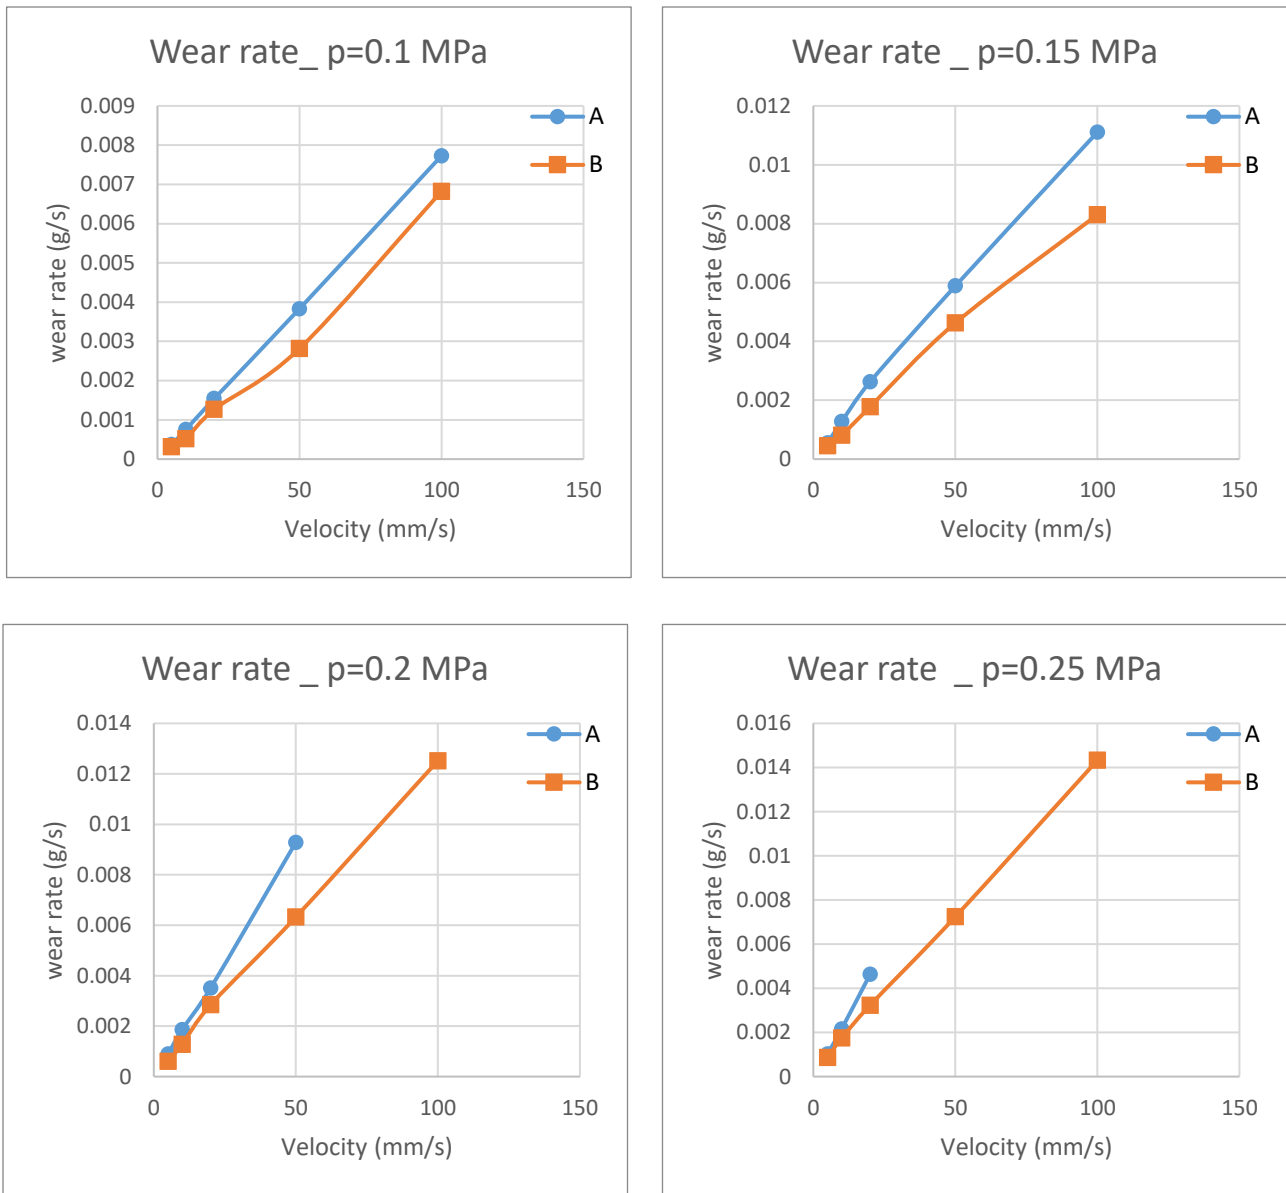 Wear rate_ p=0.1 MPa
0.009
0.008
0.007
0.006
0.005
0.004
0.003
0.002
0.001
0
wear rate (g/s)
0 50 100 150
Velocity (mm/s)
A
B
Wear rate _ p=0.15 MPa
0.012
0.01
0.008
0.006
0.004
0.002
0
wear rate (g/s)
0 50 100 150
Velocity (mm/s)
A
B
Wear rate _ p=0.2 MPa
0.014
0.012
0.01
0.008
0.006
0.004
0.002
0
wear rate (g/s)
0 50 100 150
Velocity (mm/s)
A
B
Wear rate _ p=0.25 MPa
0.016
0.014
0.012
0.01
0.008
0.006
0.004
0.002
0
wear rate (g/s)
0 50 100 150
Velocity (mm/s)
A
B